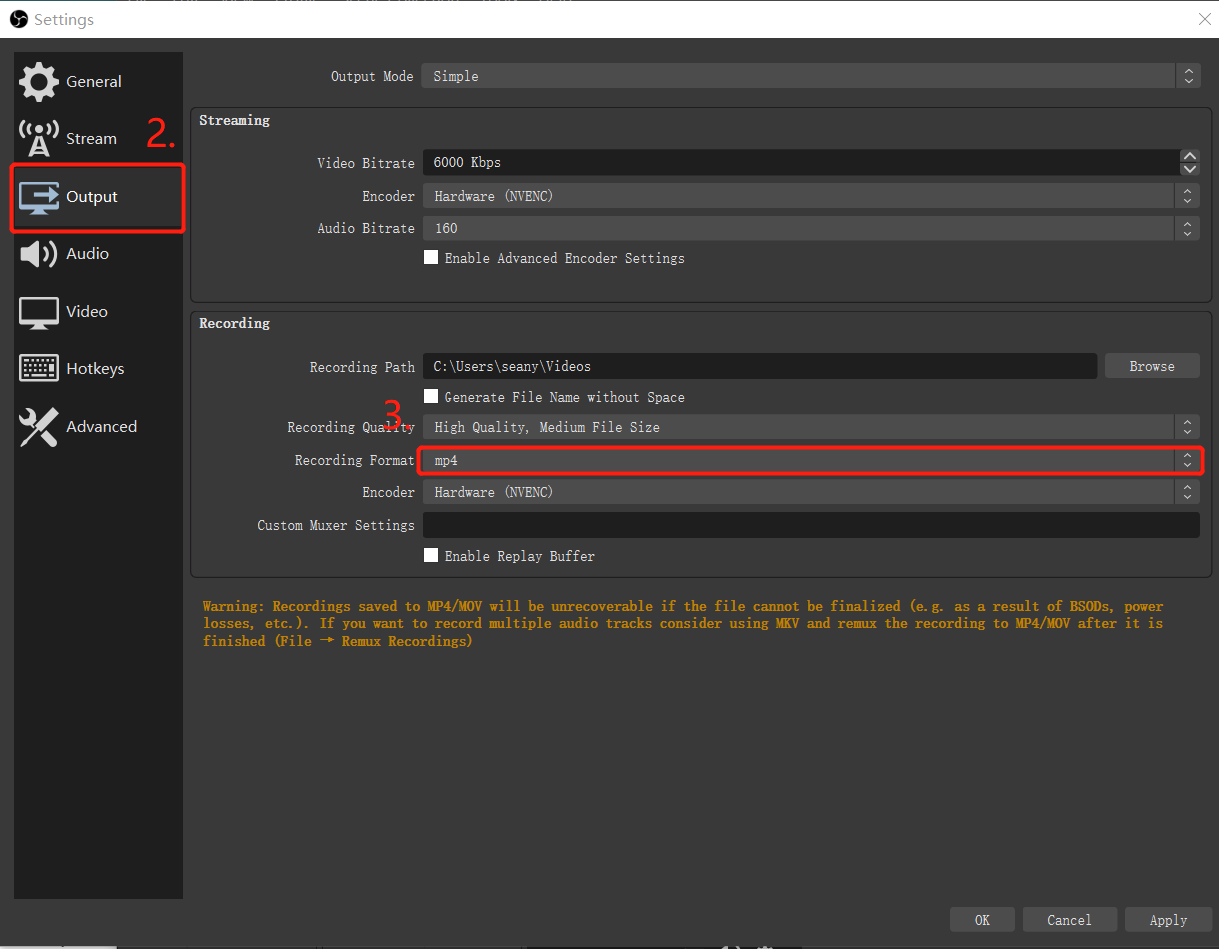 Settings
General
Stream
2.
Output
Audio
Video
Hotkeys
Advanced
Output Mode Simple
Streaming
Video Bitrate 6000 Kbps
Encoder Hardware (NVENC)
Audio Bitrate 160
Enable Advanced Encoder Settings
Recording
Recording Path C:\Users\seany\Videos Browse
Generate File Name without Space
3.
Recording Quality High Quality, Medium File Size
Recording Format mp4
Encoder Hardware (NVENC)
Custom Muxer Settings
Enable Replay Buffer
Warning: Recordings saved to MP4/MOV will be unrecoverable if the file cannot be finalized (e.g. as a result of BSODs, power
losses, etc.). If you want to record multiple audio tracks consider using MKV and remux the recording to MP4/MOV after it is
finished (File → Remux Recordings)
OK Cancel Apply